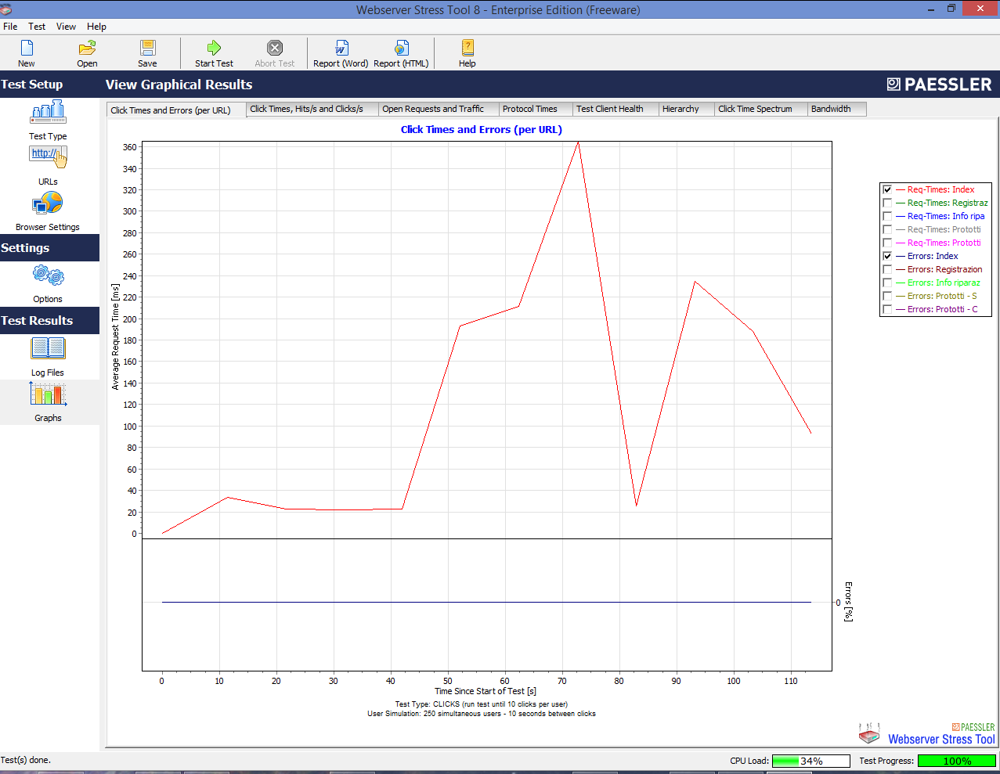 Webserver Stress Tool 8 - Enterprise Edition (Freeware)
File Test View Help
New Open Save Start Test Abort Test Report (Word) Report (HTML) Help
Test Setup
View Graphical Results
PAESSLER
Test Type
http://
URLs
Browser Settings
Settings
Options
Test Results
Log Files
Graphs
Click Times and Errors (per URL) Click Times, Hits/s and Clicks/s Open Requests and Traffic Protocol Times Test Client Health Hierarchy Click Time Spectrum Bandwidth
Click Times and Errors (per URL)
360
340
320
300
280
260
240
220
200
180
160
140
120
100
80
60
40
20
0
Average Request Time [ms]
0
Errors [%]
0 10 20 30 40 50 60 70 80 90 100 110
Time Since Start of Test [s]
Test Type: CLICKS (run test until 10 clicks per user)
User Simulation: 250 simultaneous users - 10 seconds between clicks
Req-Times: Index
Req-Times: Registraz
Req-Times: Info ripa
Req-Times: Prototti
Req-Times: Prototti
Errors: Index
Errors: Registrazion
Errors: Info riparaz
Errors: Prototti - S
Errors: Prototti - C
PAESSLER
Webserver Stress Tool
Test(s) done.
CPU Load: 34% Test Progress: 100%